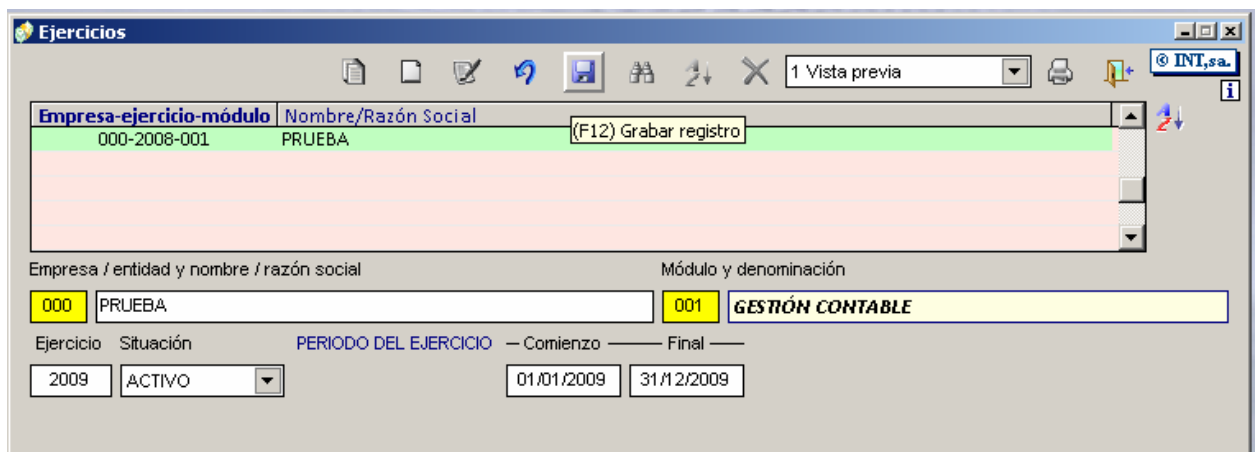 Ejercicios
1 Vista previa
© INT,sa.
i
Empresa-ejercicio-módulo Nombre/Razón Social
(F12) Grabar registro
000-2008-001 PRUEBA
Empresa / entidad y nombre / razón social Módulo y denominación
000 PRUEBA 001 GESTIÓN CONTABLE
Ejercicio Situación PERIODO DEL EJERCICIO Comienzo Final
2009 ACTIVO 01/01/2009 31/12/2009